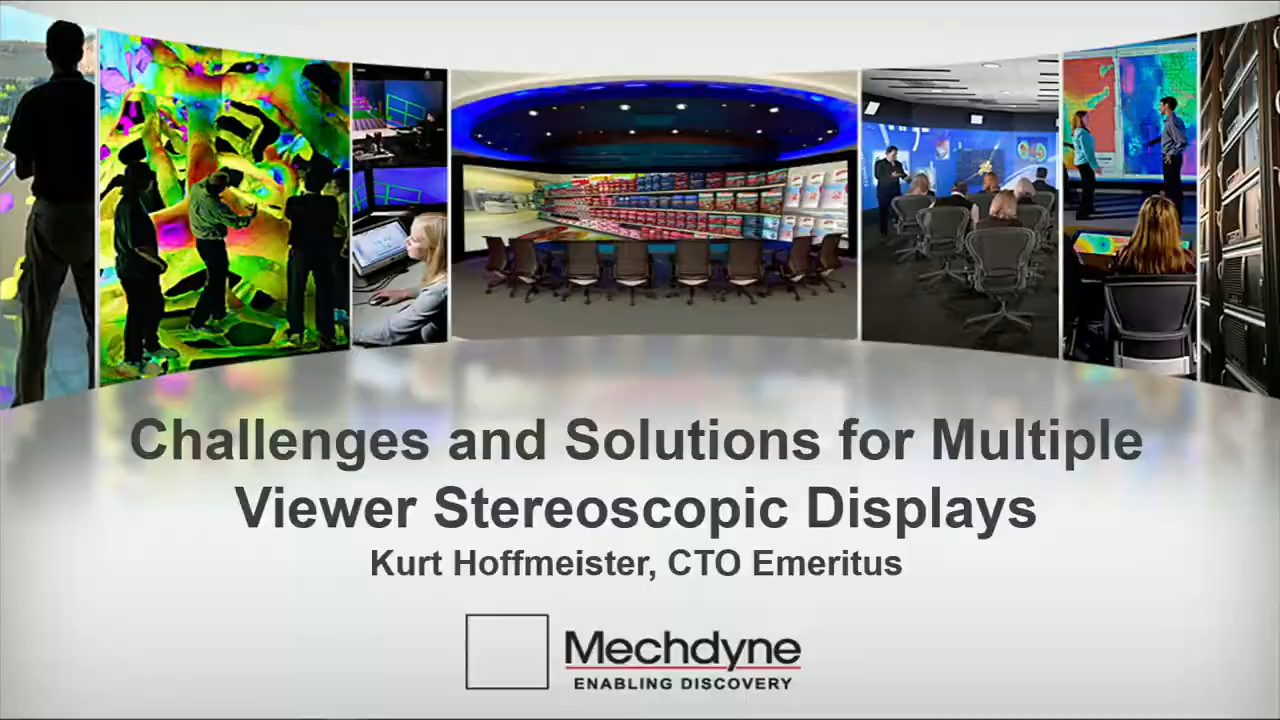 Challenges and Solutions for Multiple
Viewer Stereoscopic Displays
Kurt Hoffmeister, CTO Emeritus
Mechdyne
ENABLING DISCOVERY